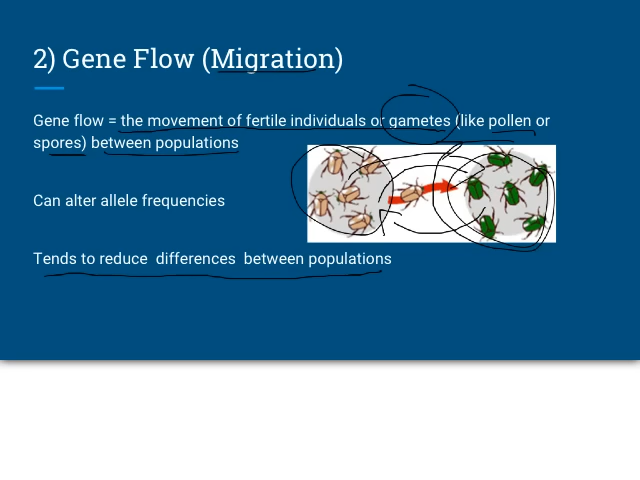 2) Gene Flow (Migration)
Gene flow = the movement of fertile individuals or gametes (like pollen or
spores) between populations
Can alter allele frequencies
Tends to reduce differences between populations